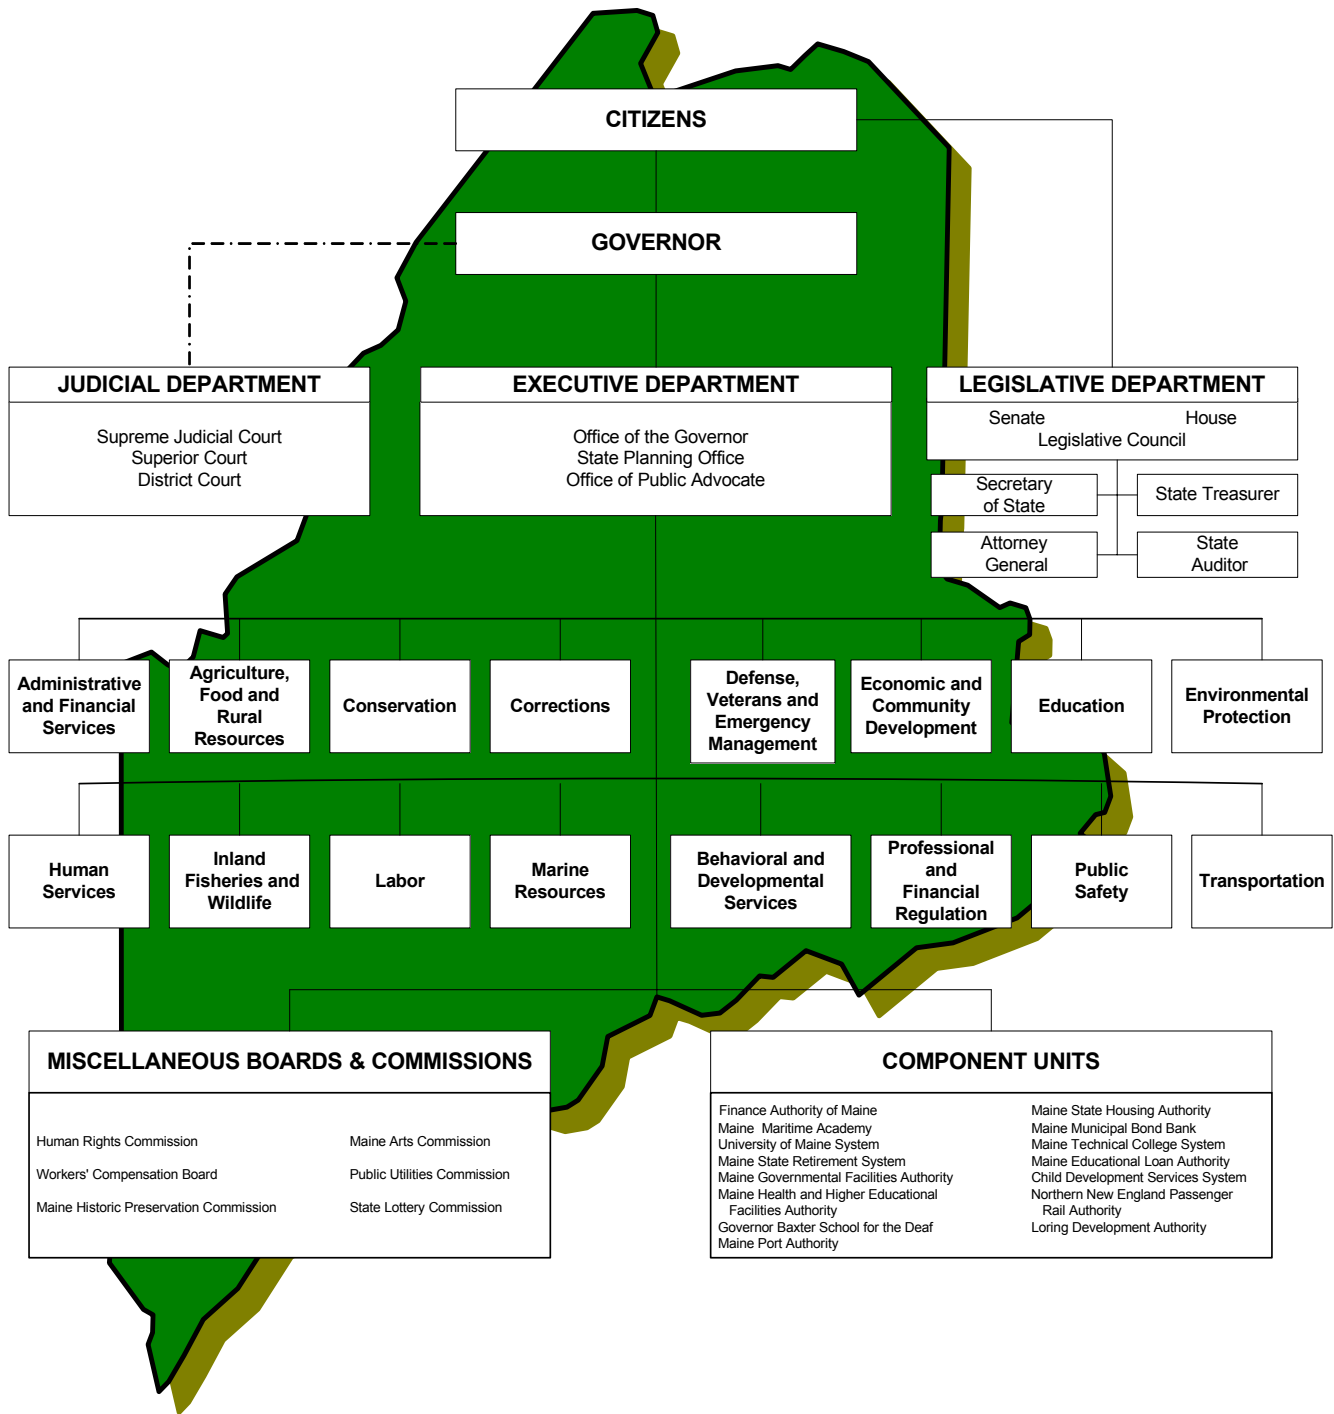 CITIZENS
GOVERNOR
JUDICIAL DEPARTMENT
Supreme Judicial Court
Superior Court
District Court
EXECUTIVE DEPARTMENT
Office of the Governor
State Planning Office
Office of Public Advocate
LEGISLATIVE DEPARTMENT
Senate House
Legislative Council
Secretary
of State
State Treasurer
Attorney
General
State
Auditor
Administrative
and Financial
Services
Agriculture,
Food and
Rural
Resources
Conservation
Corrections
Defense,
Veterans and
Emergency
Management
Economic and
Community
Development
Education
Environmental
Protection
Human
Services
Inland
Fisheries and
Wildlife
Labor
Marine
Resources
Behavioral and
Developmental
Services
Professional
and
Financial
Regulation
Public
Safety
Transportation
MISCELLANEOUS BOARDS & COMMISSIONS
Human Rights Commission
Workers' Compensation Board
Maine Historic Preservation Commission
Maine Arts Commission
Public Utilities Commission
State Lottery Commission
COMPONENT UNITS
Finance Authority of Maine
Maine Maritime Academy
University of Maine System
Maine State Retirement System
Maine Governmental Facilities Authority
Maine Health and Higher Educational
Facilities Authority
Governor Baxter School for the Deaf
Maine Port Authority
Maine State Housing Authority
Maine Municipal Bond Bank
Maine Technical College System
Maine Educational Loan Authority
Child Development Services System
Northern New England Passenger
Rail Authority
Loring Development Authority